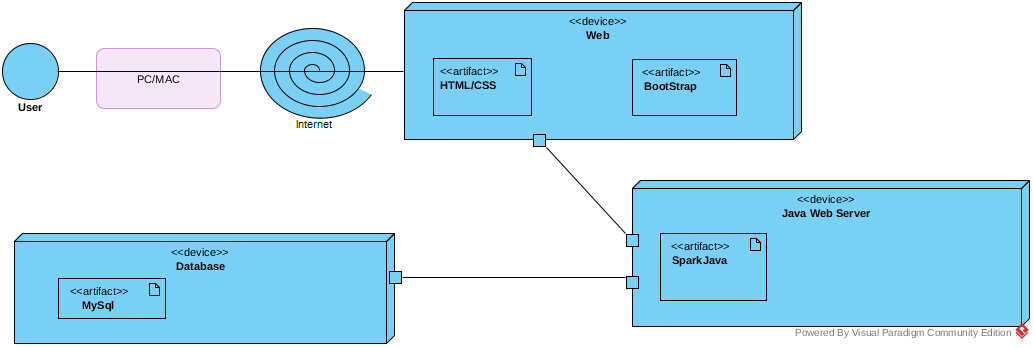 <<device>>
Web
<<artifact>>
HTML/CSS
<<artifact>>
BootStrap
PC/MAC
User
Internet
<<device>>
Java Web Server
<<artifact>>
SparkJava
<<device>>
Database
<<artifact>>
MySql
Powered By Visual Paradigm Community Edition